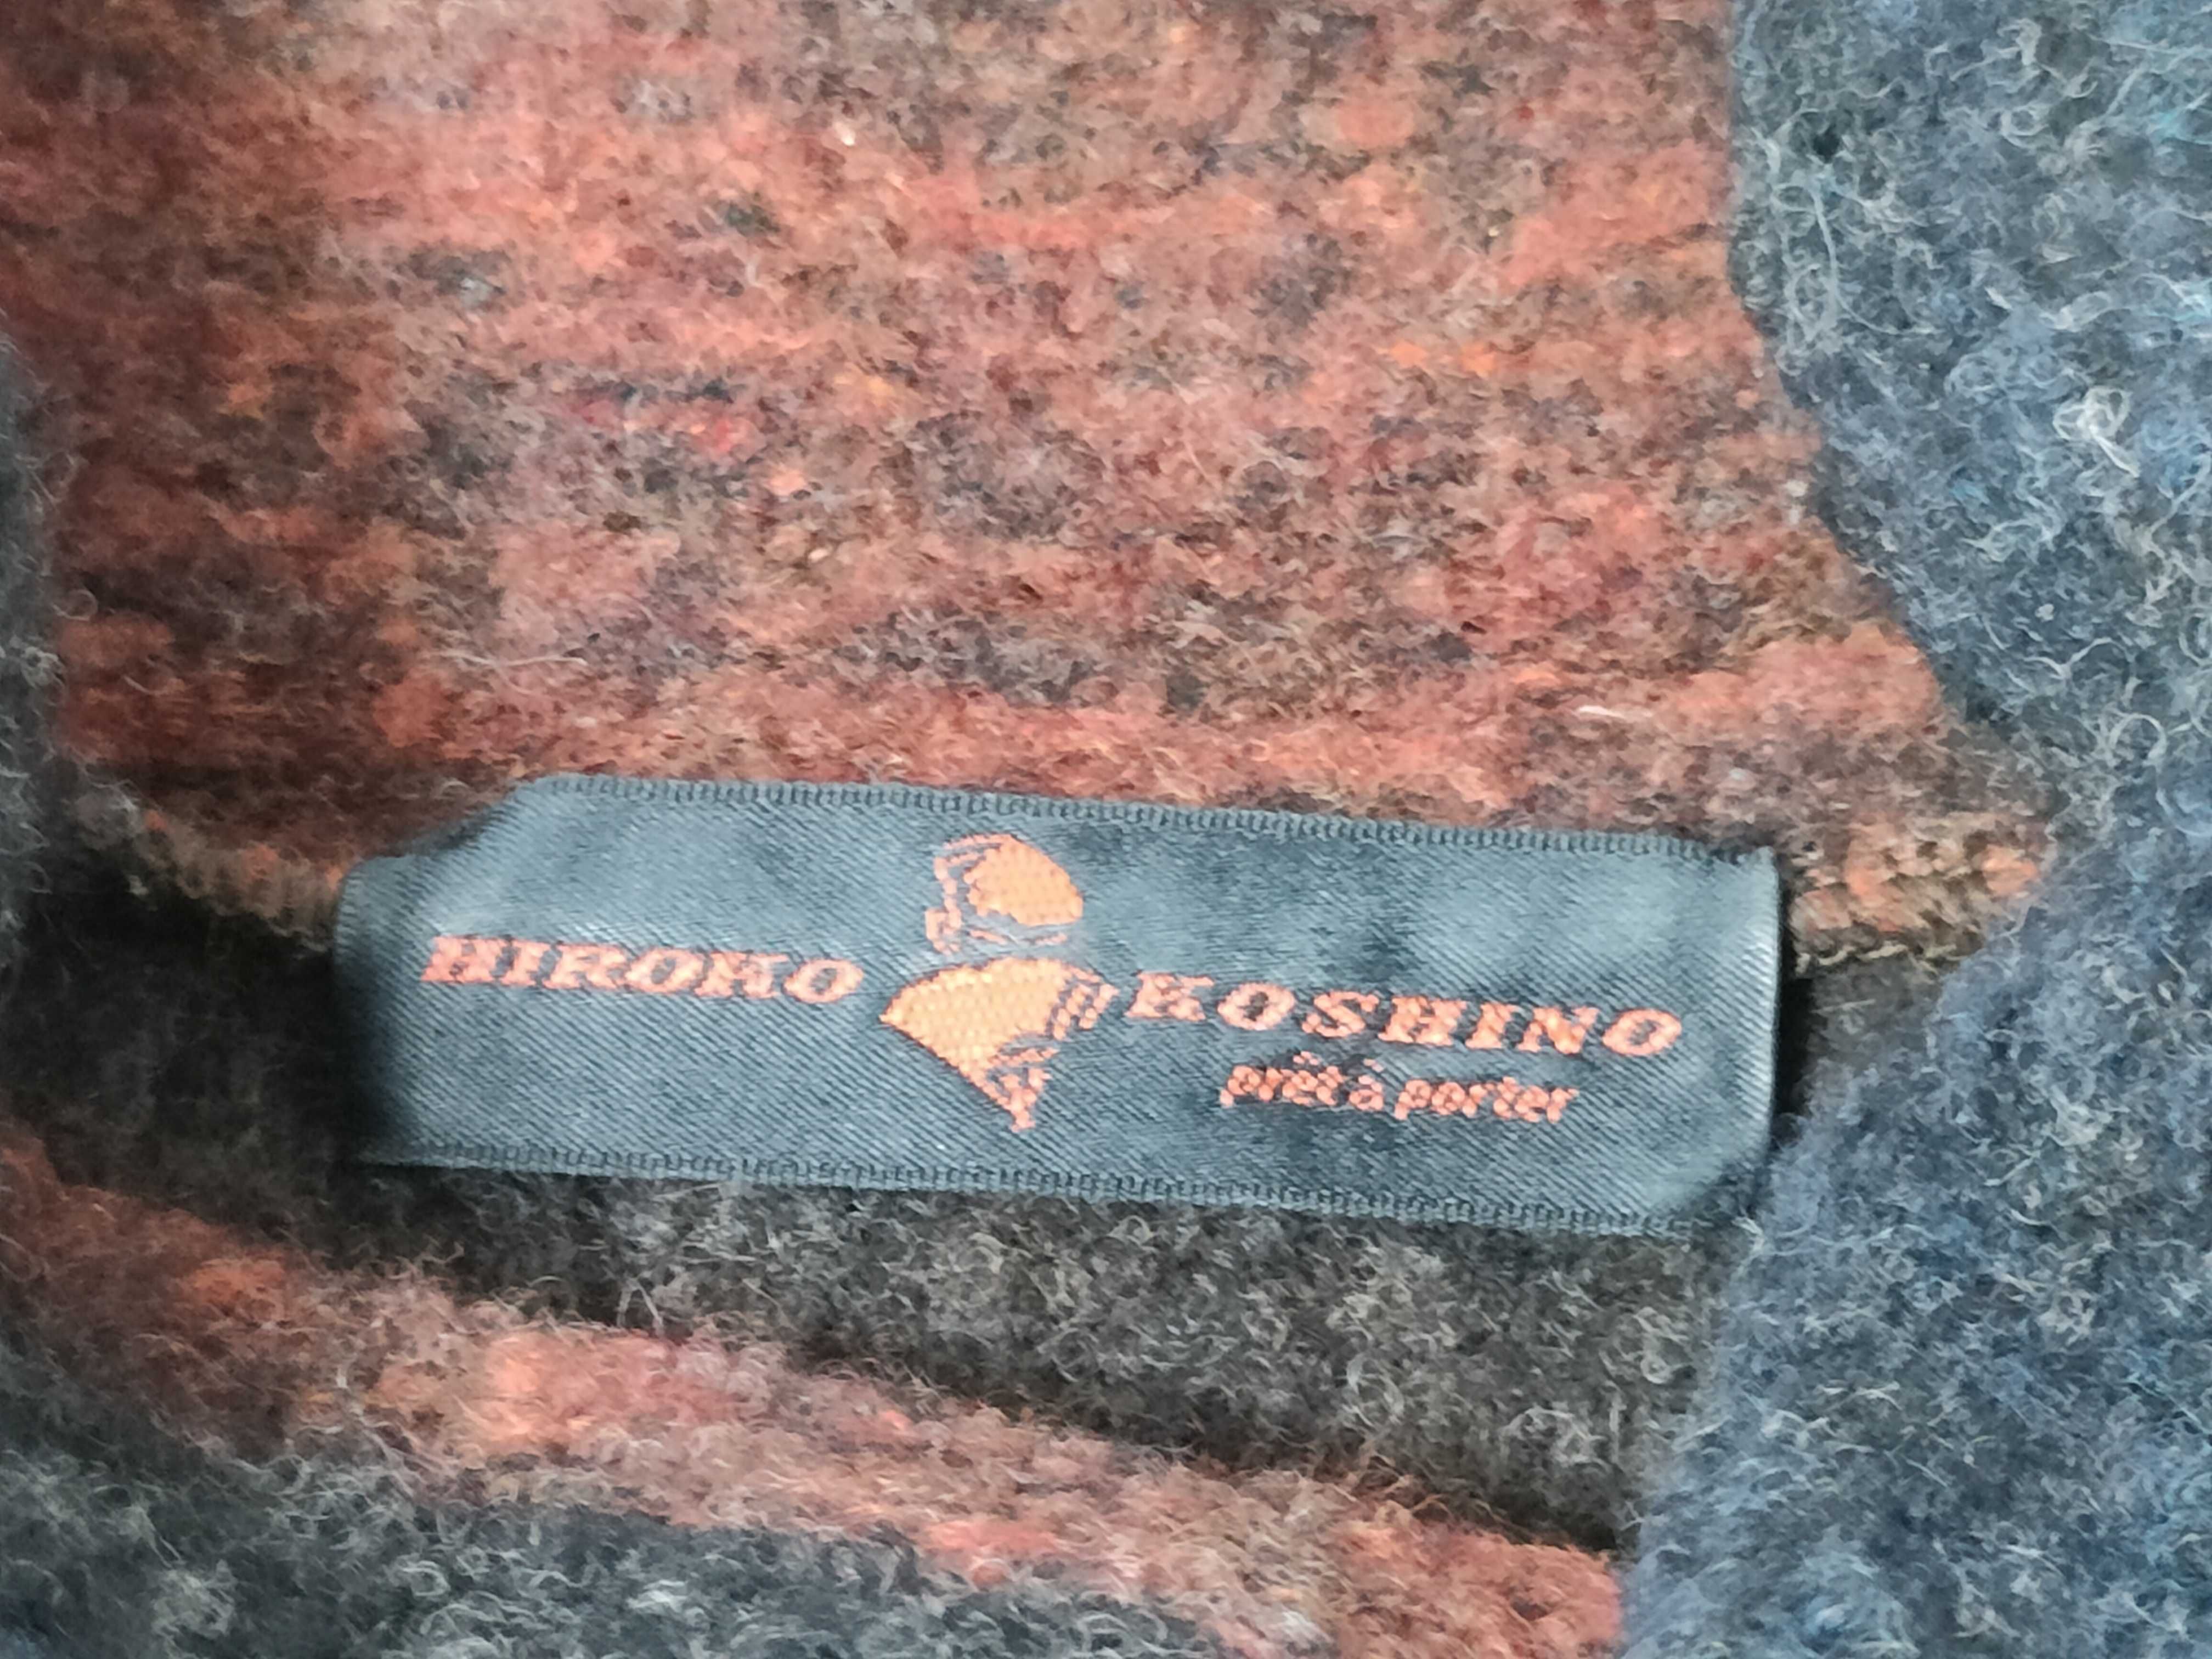 HIROKO KOSHINO
prêt à porter